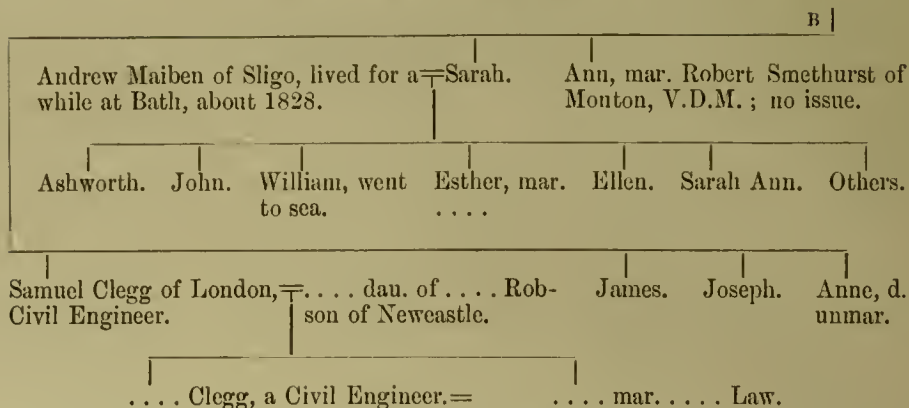 B
Andrew Maiben of Sligo, lived for a=Sarah.
while at Bath, about 1828.
Ann, mar. Robert Smethurst of
Monton, V.D.M. ; no issue.
Ashworth.
John.
William, went
to sea.
Esther, mar.
. . . .
Ellen.
Sarah Ann.
Others.
Samuel Clegg of London,=. . . . dau. of . . . . Rob-
Civil Engineer.
son of Newcastle.
James.
Joseph.
Anne, d.
unmar.
. . . . Clegg, a Civil Engineer.=
. . . . mar. . . . . Law.